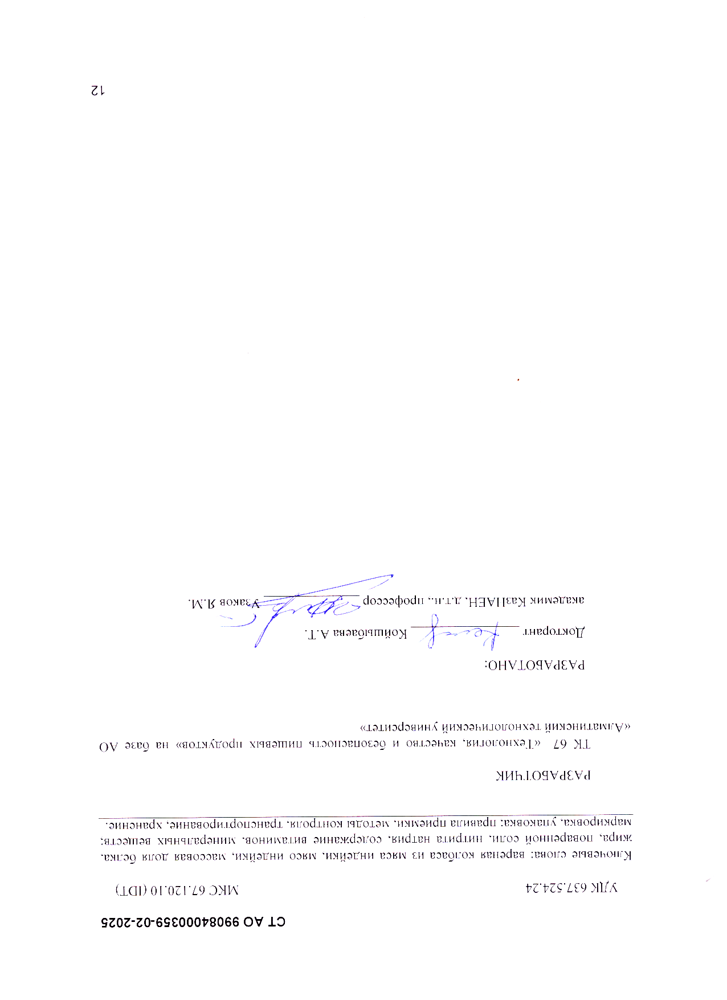 СТ АО 990840000359-02-2025
УДК 637.524.24 МКС 67.120.10 (IDT)
Ключевые слова: вареная колбаса из мяса индейки, мясо индейки, массовая доля белка,
жира, поваренной соли, нитрита натрия, содержание витаминов, минеральных веществ;
маркировка, упаковка; правила приемки, методы контроля, транспортирование, хранение.
РАЗРАБОТЧИК
ТК 67 «Технология, качество и безопасность пищевых продуктов» на базе АО
«Алматинский технологический университет»
РАЗРАБОТАНО:
Докторант Койшыбаева А.Т.
академик КазНАЕН, д.т.н., профессор Узаков Я.М.
12